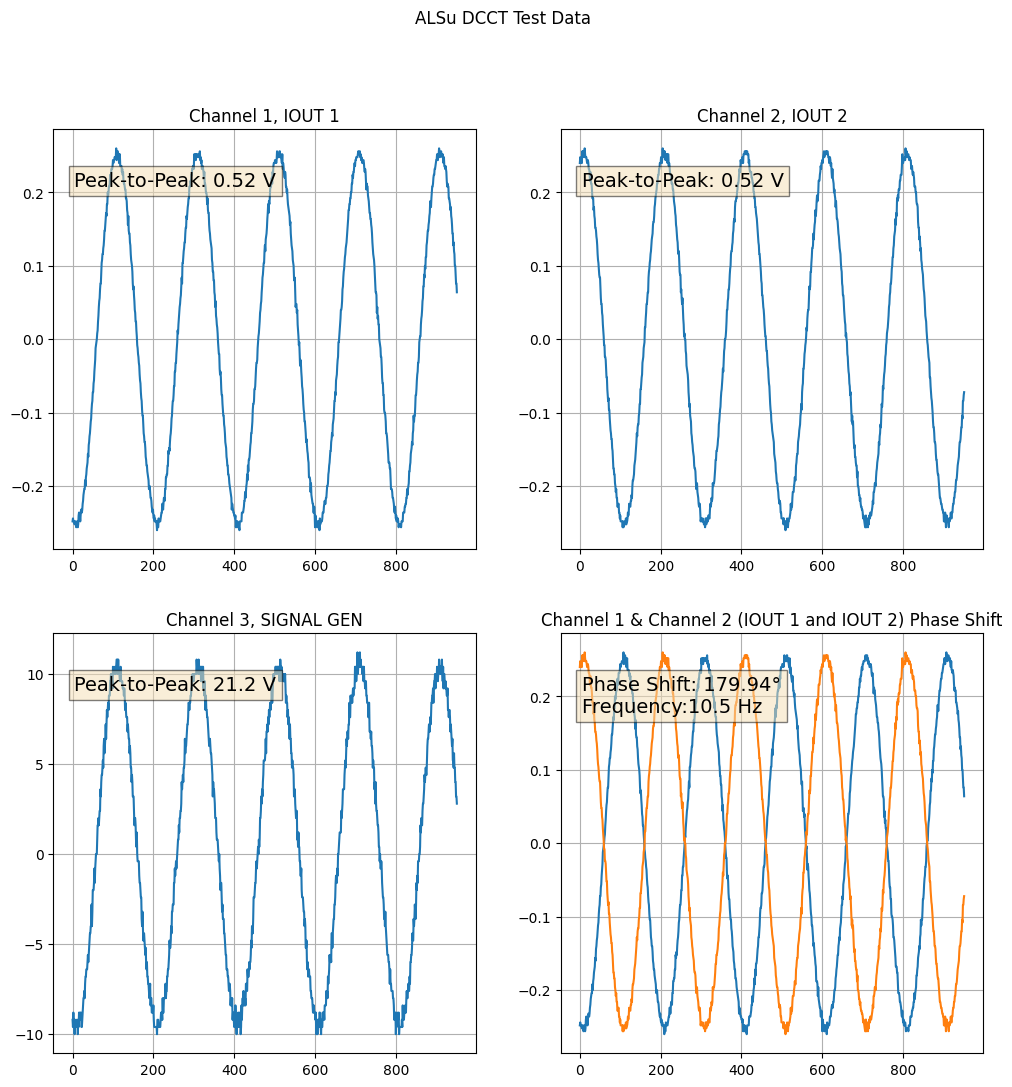 ALSu DCCT Test Data
Channel 1, IOUT 1
Peak-to-Peak: 0.52 V
0.2
0.1
0.0
−0.1
−0.2
0 200 400 600 800
Channel 2, IOUT 2
Peak-to-Peak: 0.52 V
0.2
0.1
0.0
−0.1
−0.2
0 200 400 600 800
Channel 3, SIGNAL GEN
Peak-to-Peak: 21.2 V
10
5
0
−5
−10
0 200 400 600 800
Channel 1 & Channel 2 (IOUT 1 and IOUT 2) Phase Shift
Phase Shift: 179.94°
Frequency:10.5 Hz
0.2
0.1
0.0
−0.1
−0.2
0 200 400 600 800